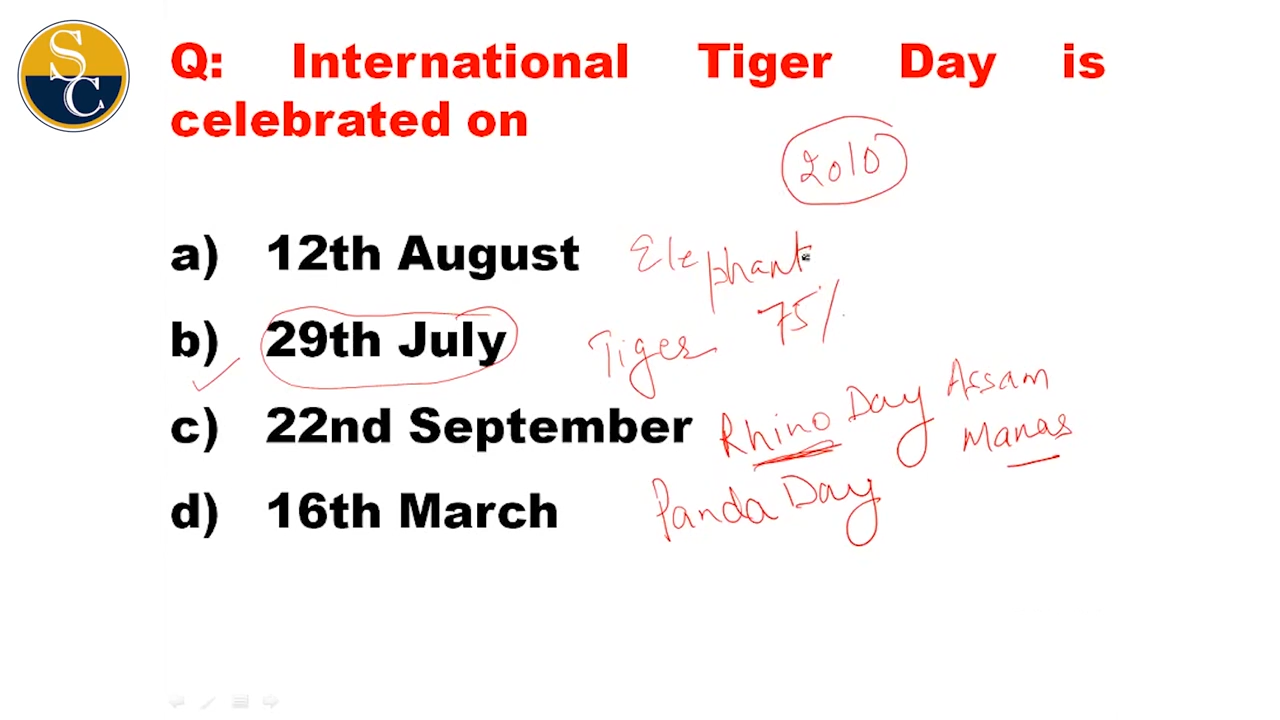 SC
Q: International Tiger Day is
celebrated on
2010
a) 12th August Elephant
75%
b) 29th July Tiger
c) 22nd September Rhino Day Assam
Manas
d) 16th March Panda Day